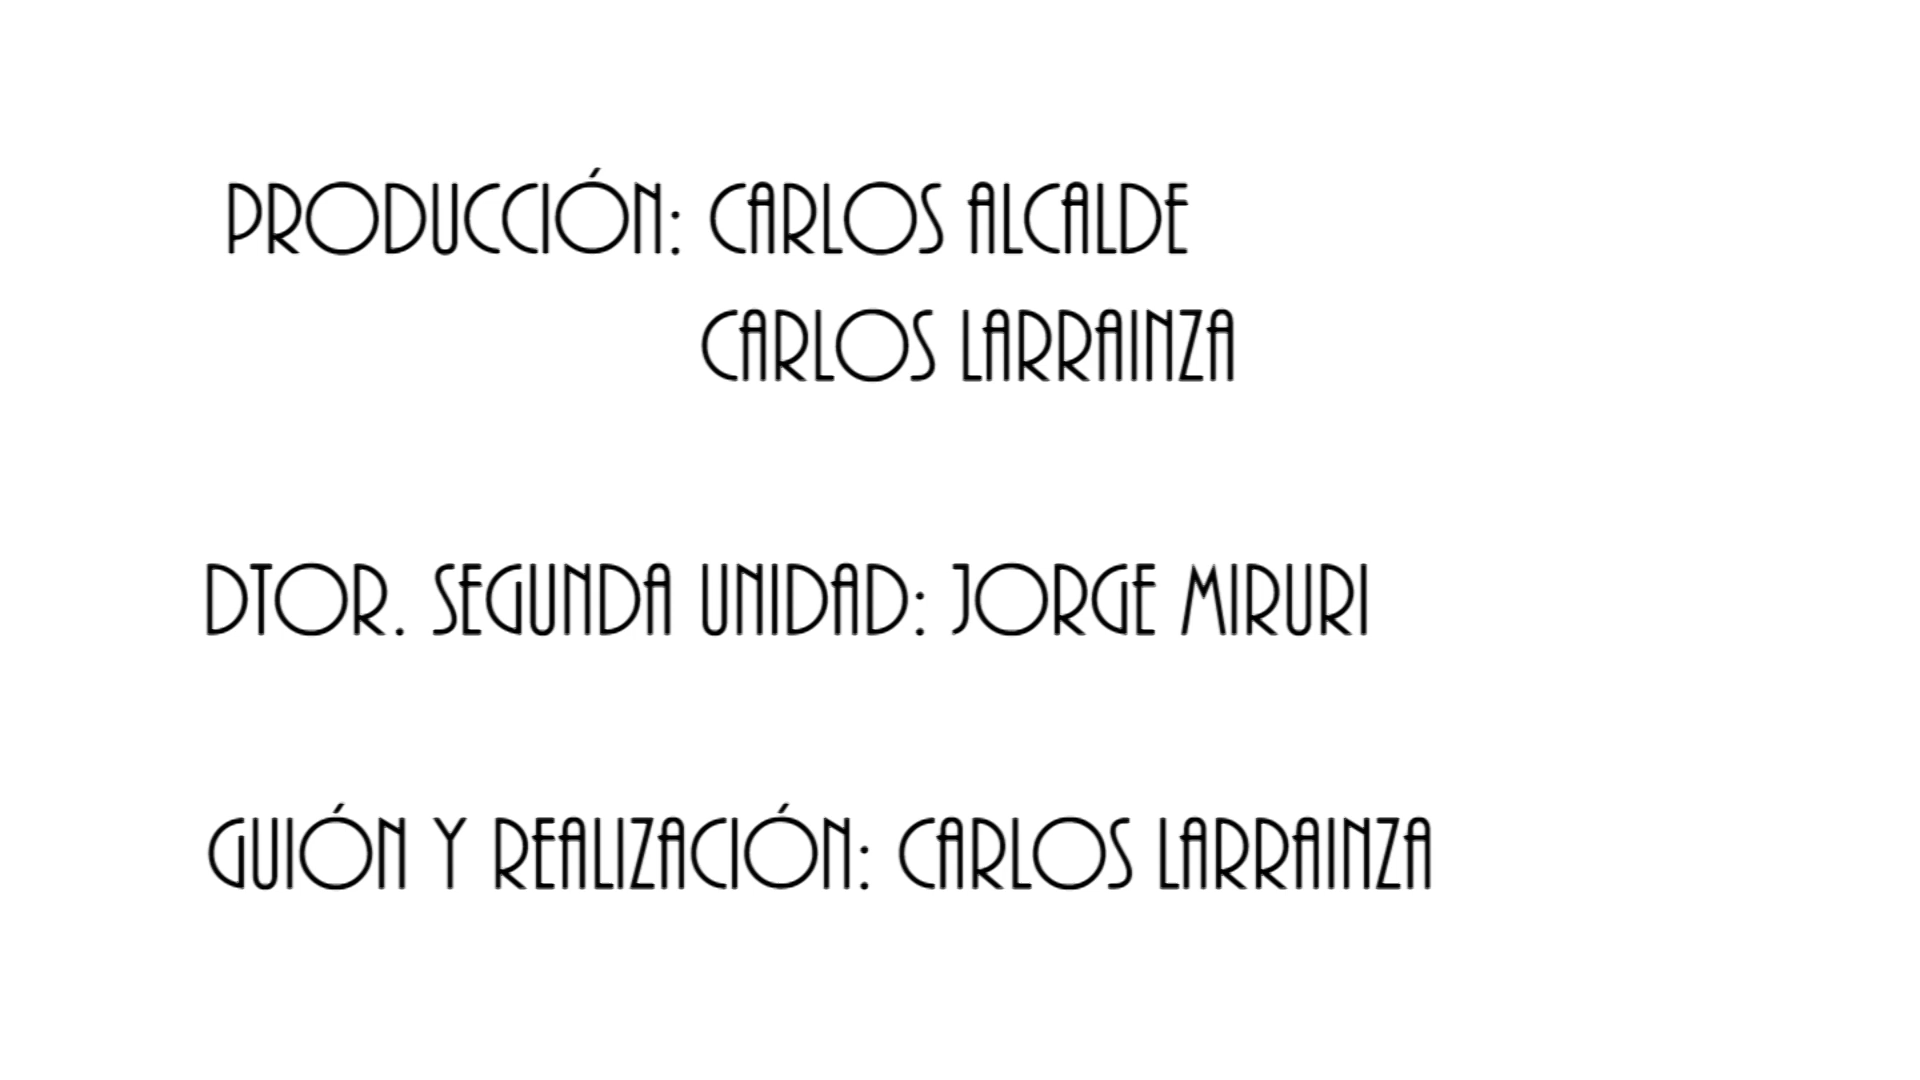 PRODUCCIÓN: CARLOS ALCALDE
CARLOS LARRAINZA
DTOR. SEGUNDA UNIDAD: JORGE MIRURI
GUIÓN Y REALIZACIÓN: CARLOS LARRAINZA